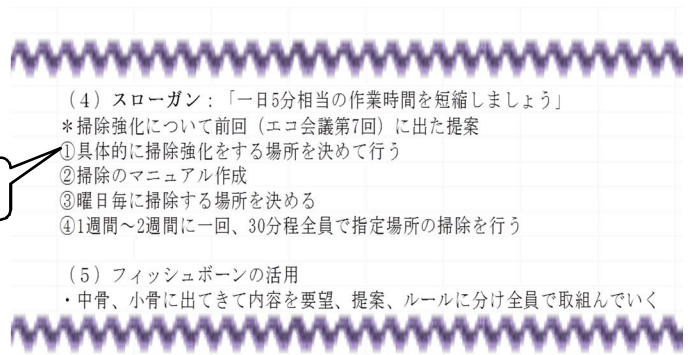 （4）スローガン：「一日5分相当の作業時間を短縮しましょう」
＊掃除強化について前回（エコ会議第7回）に出た提案
①具体的に掃除強化をする場所を決めて行う
②掃除のマニュアル作成
③曜日毎に掃除する場所を決める
④1週間～2週間に一回、30分程全員で指定場所の掃除を行う
（5）フィッシュボーンの活用
・中骨、小骨に出てきて内容を要望、提案、ルールに分け全員で取組んでいく